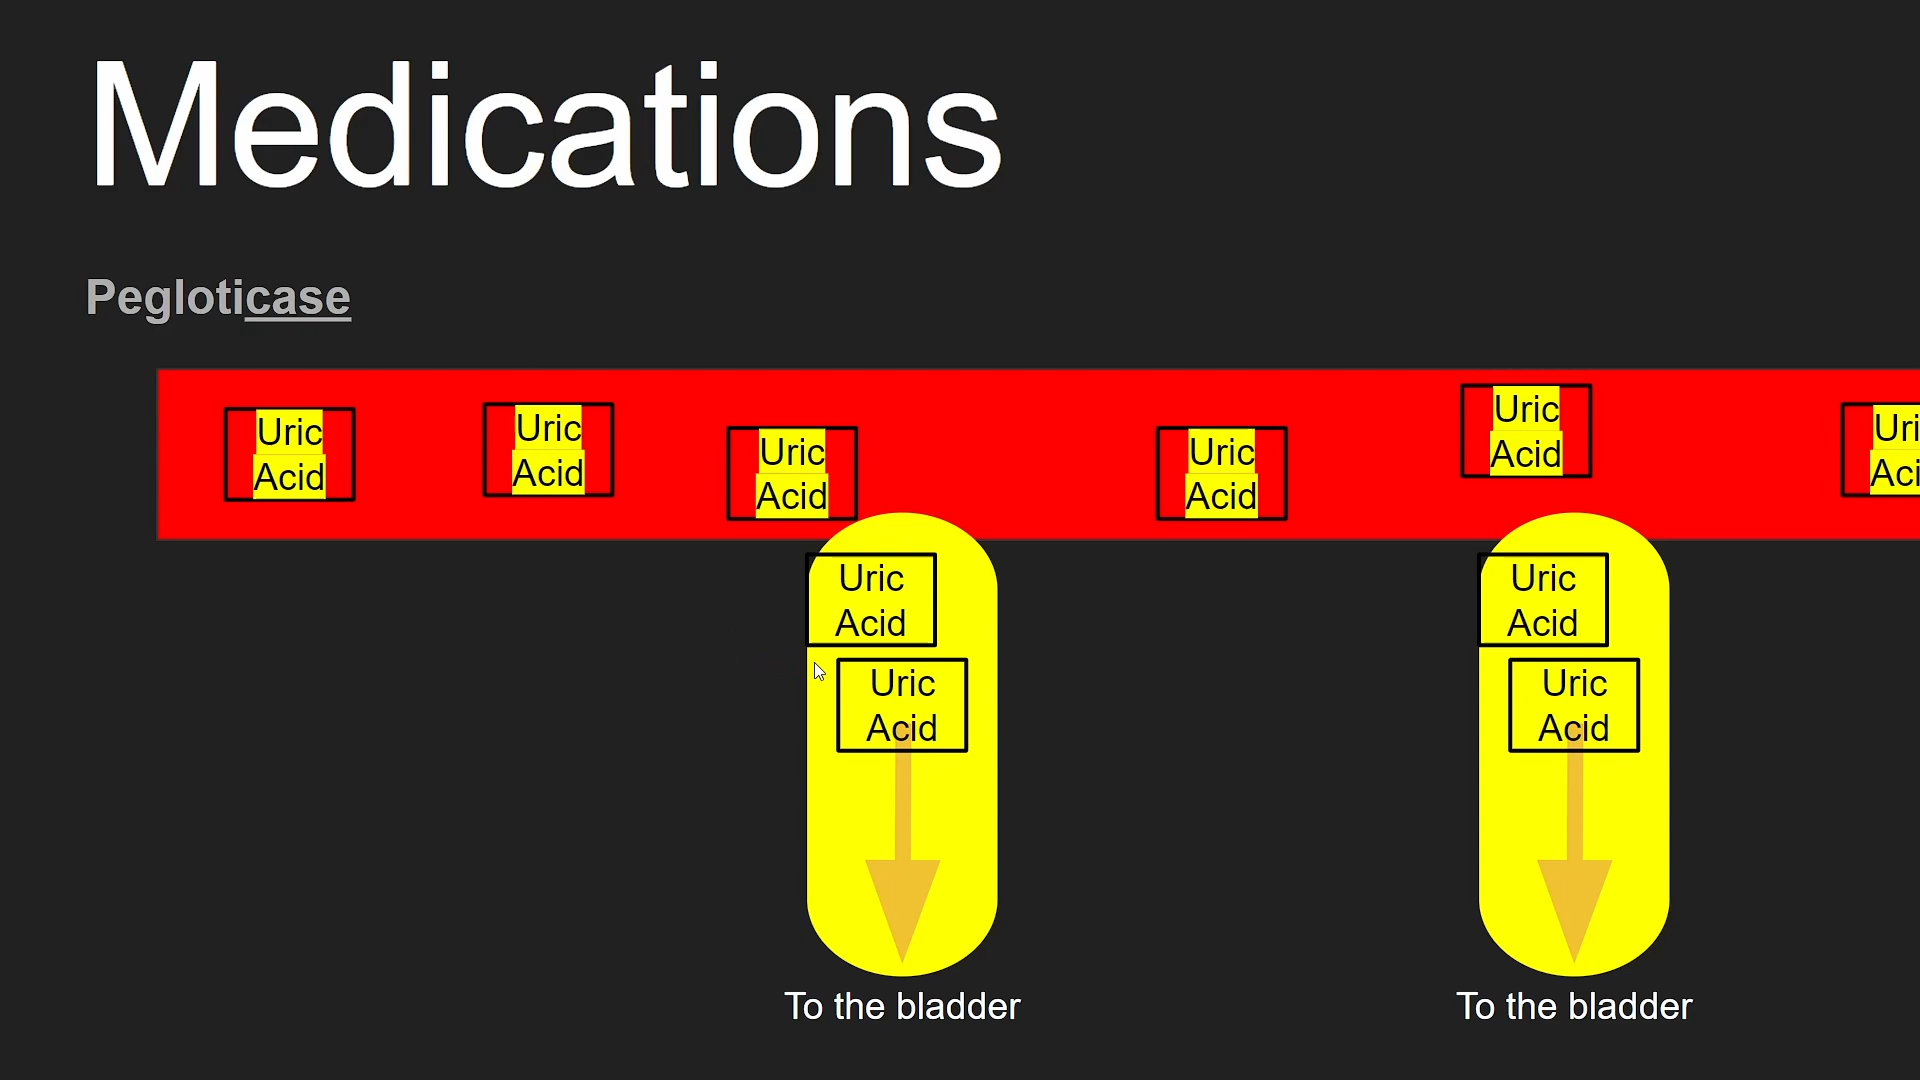 Medications
Pegloticase
Uric
Acid
Uric
Acid
Uric
Acid
Uric
Acid
Uric
Acid
Uri
Aci
Uric
Acid
Uric
Acid
To the bladder
Uric
Acid
Uric
Acid
To the bladder